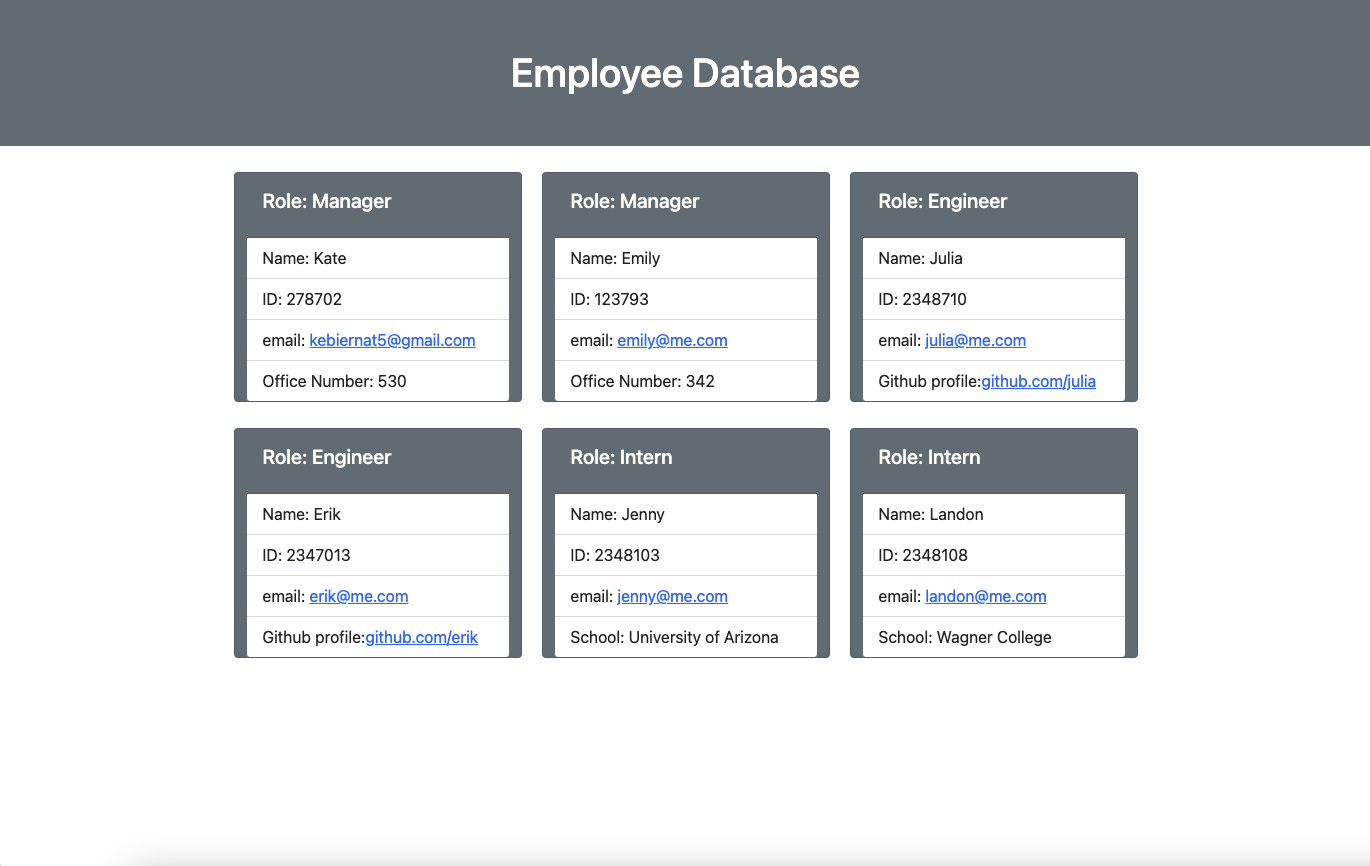 Employee Database
Role: Manager
Name: Kate
ID: 278702
email: kebiernat5@gmail.com
Office Number: 530
Role: Manager
Name: Emily
ID: 123793
email: emily@me.com
Office Number: 342
Role: Engineer
Name: Julia
ID: 2348710
email: julia@me.com
Github profile:github.com/julia
Role: Engineer
Name: Erik
ID: 2347013
email: erik@me.com
Github profile:github.com/erik
Role: Intern
Name: Jenny
ID: 2348103
email: jenny@me.com
School: University of Arizona
Role: Intern
Name: Landon
ID: 2348108
email: landon@me.com
School: Wagner College